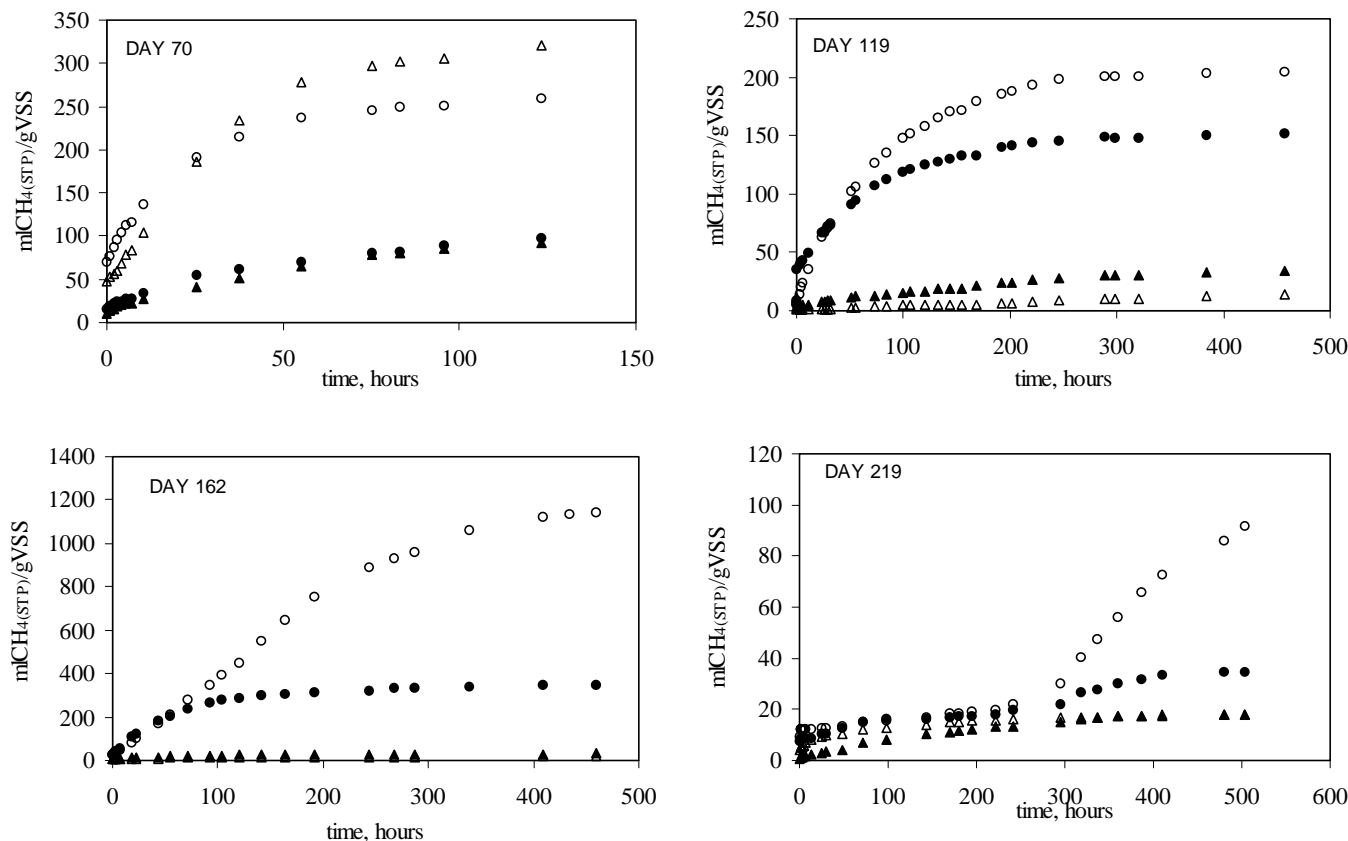 DAY 70
mlCH4(STP)/gVSS
350
300
250
200
150
100
50
0
0 50 100 150
time, hours
DAY 119
mlCH4(STP)/gVSS
250
200
150
100
50
0
0 100 200 300 400 500
time, hours
DAY 162
mlCH4(STP)/gVSS
1400
1200
1000
800
600
400
200
0
0 100 200 300 400 500
time, hours
DAY 219
mlCH4(STP)/gVSS
120
100
80
60
40
20
0
0 100 200 300 400 500 600
time, hours